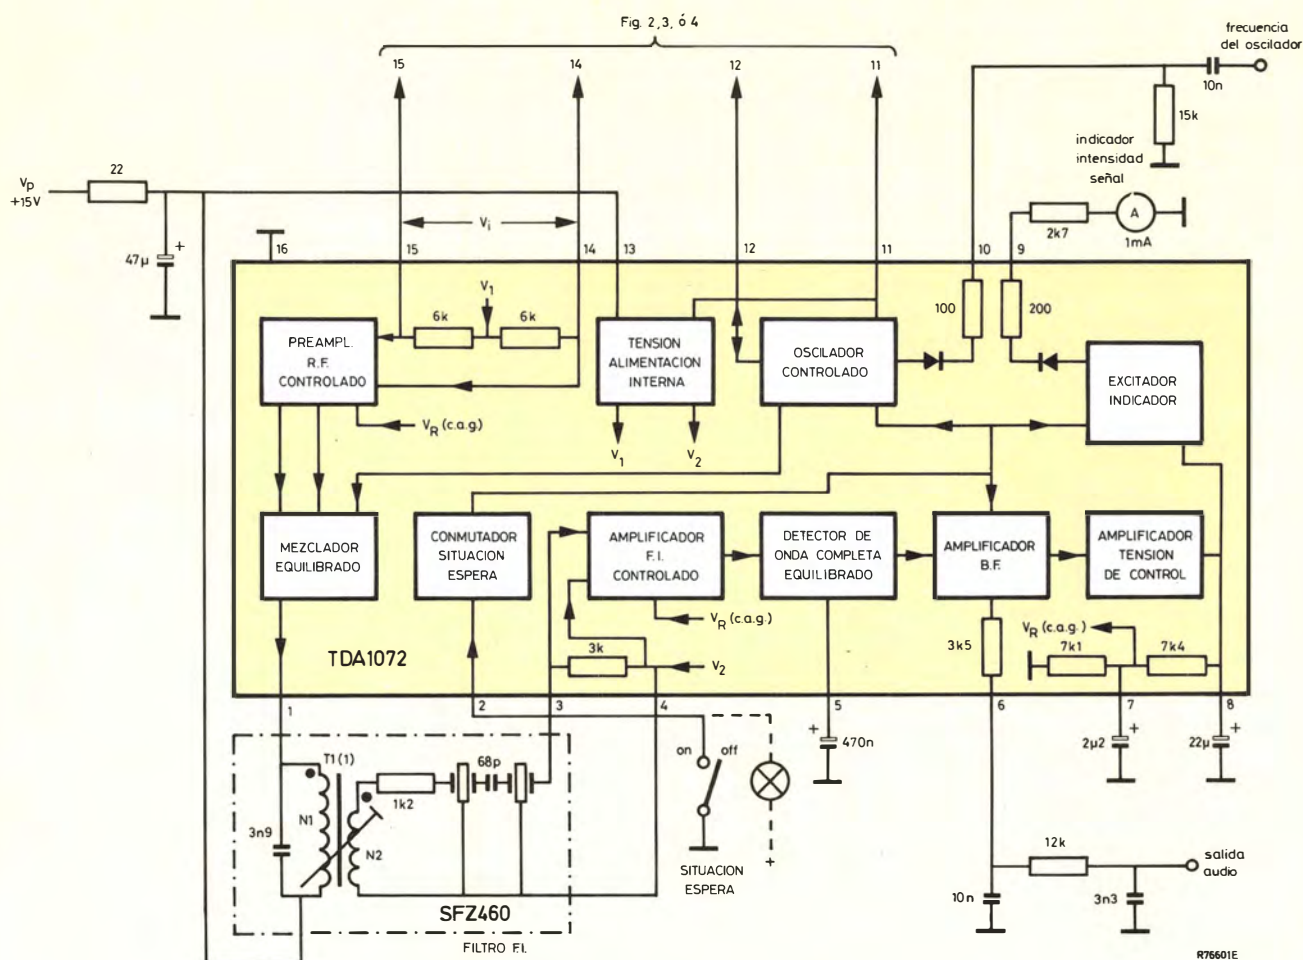 Fig. 2,3, ó 4
frecuencia
del oscilador
15
14
12
11
10n
15k
22
Vp
+15V
indicador
intensidad
señal
A
1mA
2k7
Vi
47µ
+
16
15
14
13
12
11
10
9
V1
6k
6k
100
200
PREAMPL.
R.F.
CONTROLADO
TENSION
ALIMENTACION
INTERNA
OSCILADOR
CONTROLADO
EXCITADOR
INDICADOR
VR (c.a.g.)
V1
V2
MEZCLADOR
EQUILIBRADO
CONMUTADOR
SITUACION
ESPERA
AMPLIFICADOR
F.I.
CONTROLADO
DETECTOR DE
ONDA COMPLETA
EQUILIBRADO
AMPLIFICADOR
B.F.
AMPLIFICADOR
TENSION
DE CONTROL
VR (c.a.g.)
VR (c.a.g.)
3k5
7k1
7k4
3k
V2
TDA1072
1
2
3
4
5
6
7
8
+
470n
+
2µ2
+
22µ
T1(1)
68p
1k2
N1
N2
3n9
on
off
+
SITUACION
ESPERA
12k
salida
audio
10n
3n3
SFZ460
FILTRO F.I.
R76601E